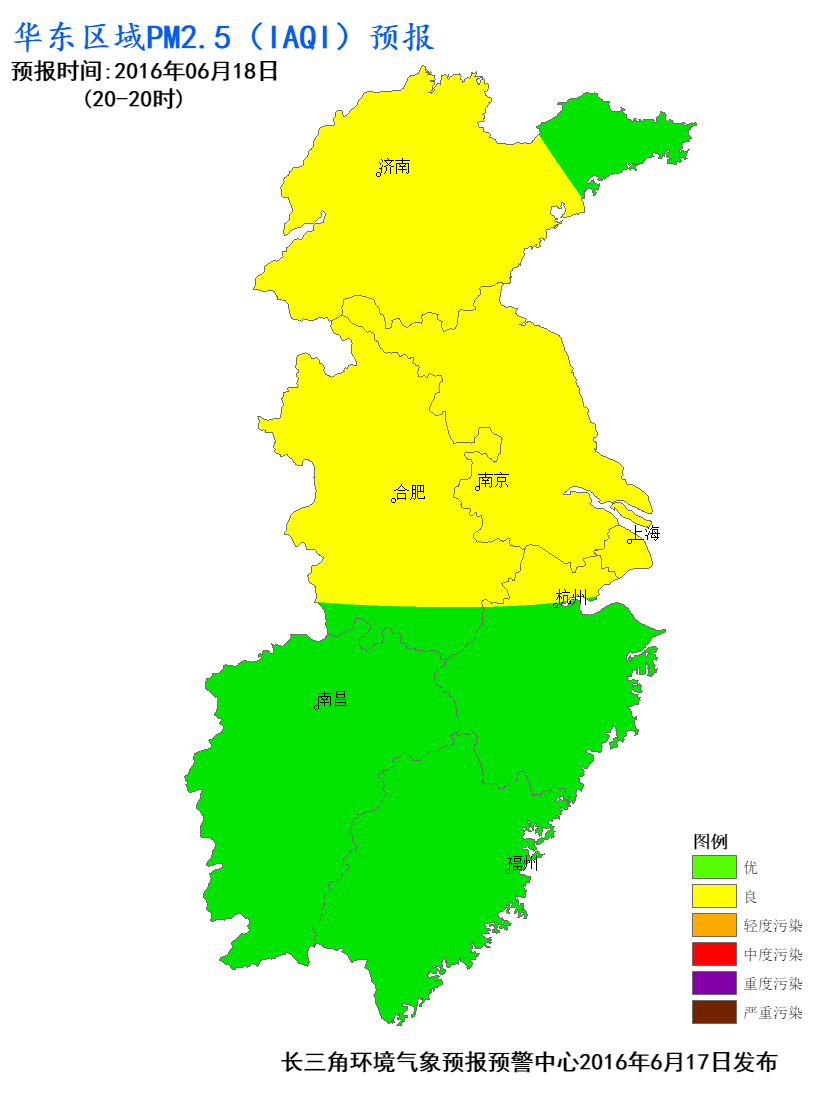 华东区域PM2.5（IAQI）预报
预报时间:2016年06月18日
(20-20时)
济南
南京
合肥
上海
杭州
南昌
福州
图例
优
良
轻度污染
中度污染
重度污染
严重污染
长三角环境气象预报预警中心2016年6月17日发布